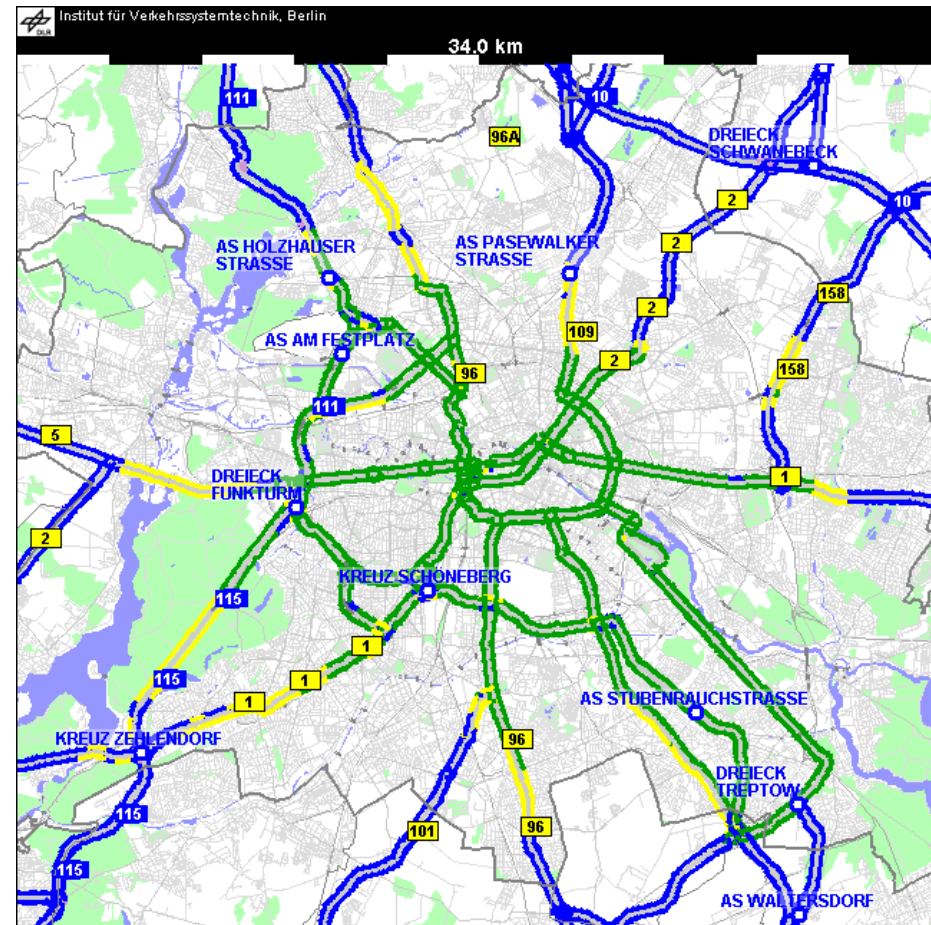 Institut für Verkehrssystemtechnik, Berlin
DLR
34.0 km
111
10
96A
DREIECK
SCHWANEBECK
2
10
AS HOLZHAUSER
STRASSE
AS PASEWALKER
STRASSE
2
158
2
109
AS AM FESTPLATZ
2
158
96
111
5
DREIECK
FUNKTURM
1
2
KREUZ SCHÖNEBERG
115
1
115
1
1
AS STUBENRAUCHSTRASSE
KREUZ ZEHLENDORF
96
DREIECK
TREPTOW
115
101
96
115
AS WALTERSDORF